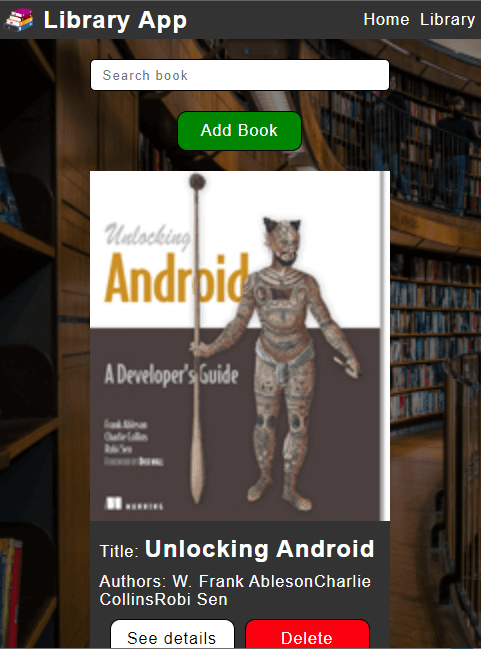 Library App
Home Library
Search book
Add Book
Unlocking
Android
A Developer's Guide
Frank Ableson
Charlie Collins
Robi Sen
FOREWORD BY DICK WALL
MANNING
Title: Unlocking Android
Authors: W. Frank AblesonCharlie
CollinsRobi Sen
See details
Delete